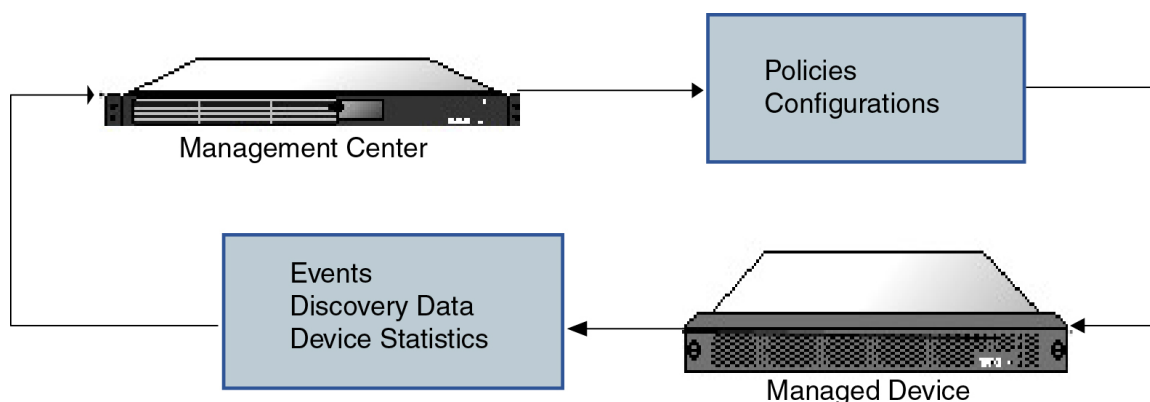 Policies
Configurations
Management Center
Events
Discovery Data
Device Statistics
Managed Device